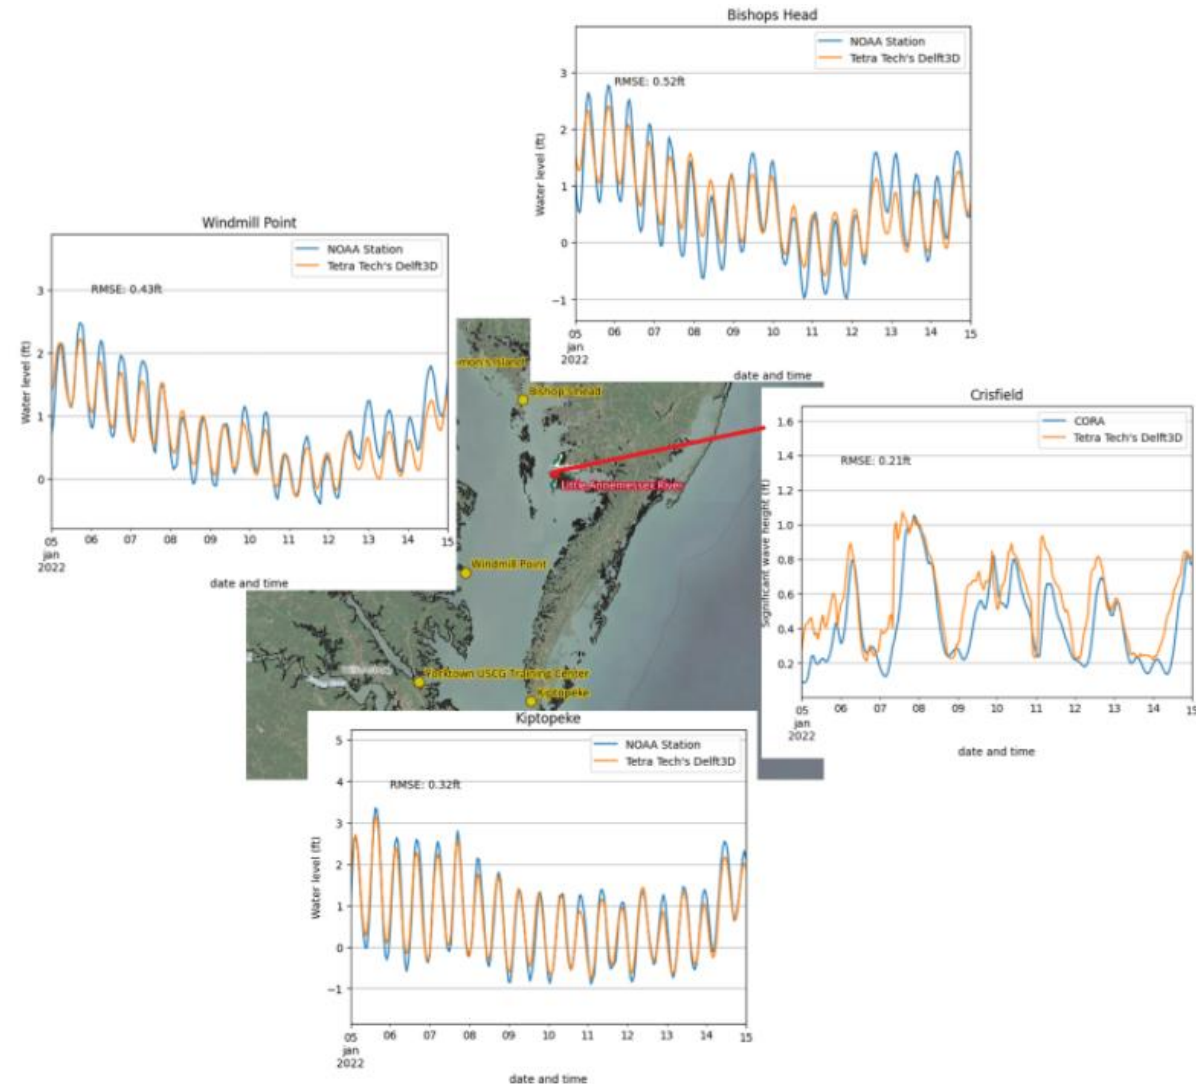 Bishops Head
NOAA Station
Tetra Tech's Delft3D
RMSE: 0.52ft
Water level (ft)
3
2
1
0
−1
05 06 07 08 09 10 11 12 13 14 15
jan
2022
date and time
Windmill Point
NOAA Station
Tetra Tech's Delft3D
RMSE: 0.43ft
Water level (ft)
3
2
1
0
05 06 07 08 09 10 11 12 13 14 15
jan
2022
date and time
Bishop's Head
Little Annemessex River
Windmill Point
Yorktown USCG Training Center
Kiptopeke
Crisfield
CORA
Tetra Tech's Delft3D
RMSE: 0.21ft
Significant wave height (ft)
1.6
1.4
1.2
1.0
0.8
0.6
0.4
0.2
05 06 07 08 09 10 11 12 13 14 15
jan
2022
date and time
Kiptopeke
NOAA Station
Tetra Tech's Delft3D
RMSE: 0.32ft
Water level (ft)
5
4
3
2
1
0
−1
05 06 07 08 09 10 11 12 13 14 15
jan
2022
date and time